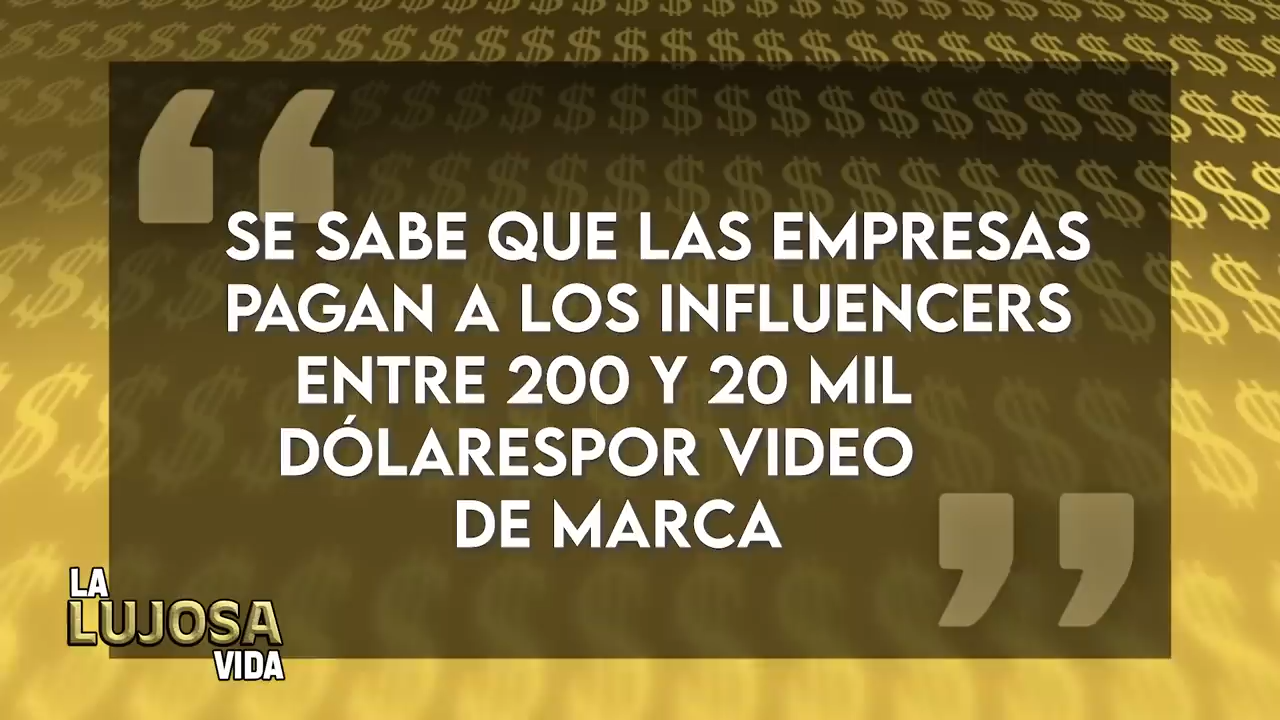 SE SABE QUE LAS EMPRESAS
PAGAN A LOS INFLUENCERS
ENTRE 200 Y 20 MIL
DÓLARESPOR VIDEO
DE MARCA
LA
LUJOSA
VIDA